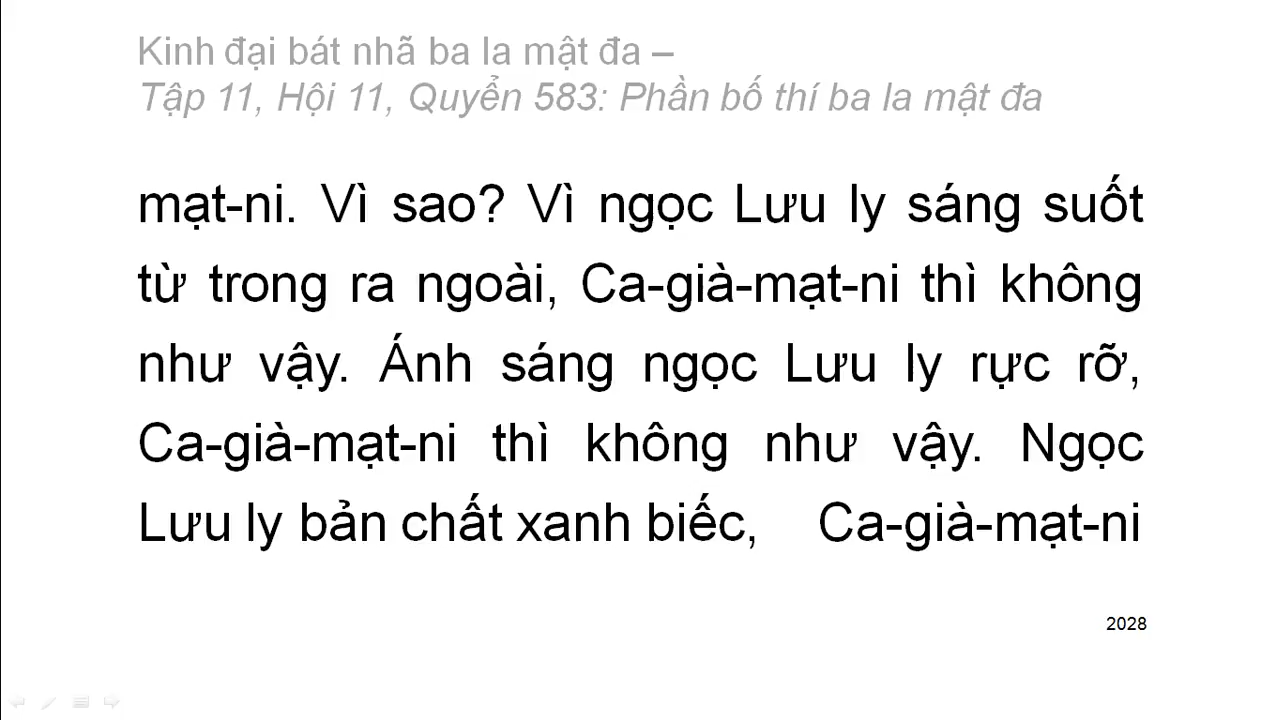 Kinh đại bát nhã ba la mật đa –
Tập 11, Hội 11, Quyển 583: Phần bố thí ba la mật đa
mạt-ni. Vì sao? Vì ngọc Lưu ly sáng suốt
từ trong ra ngoài, Ca-già-mạt-ni thì không
như vậy. Ánh sáng ngọc Lưu ly rực rỡ,
Ca-già-mạt-ni thì không như vậy. Ngọc
Lưu ly bản chất xanh biếc, Ca-già-mạt-ni
2028